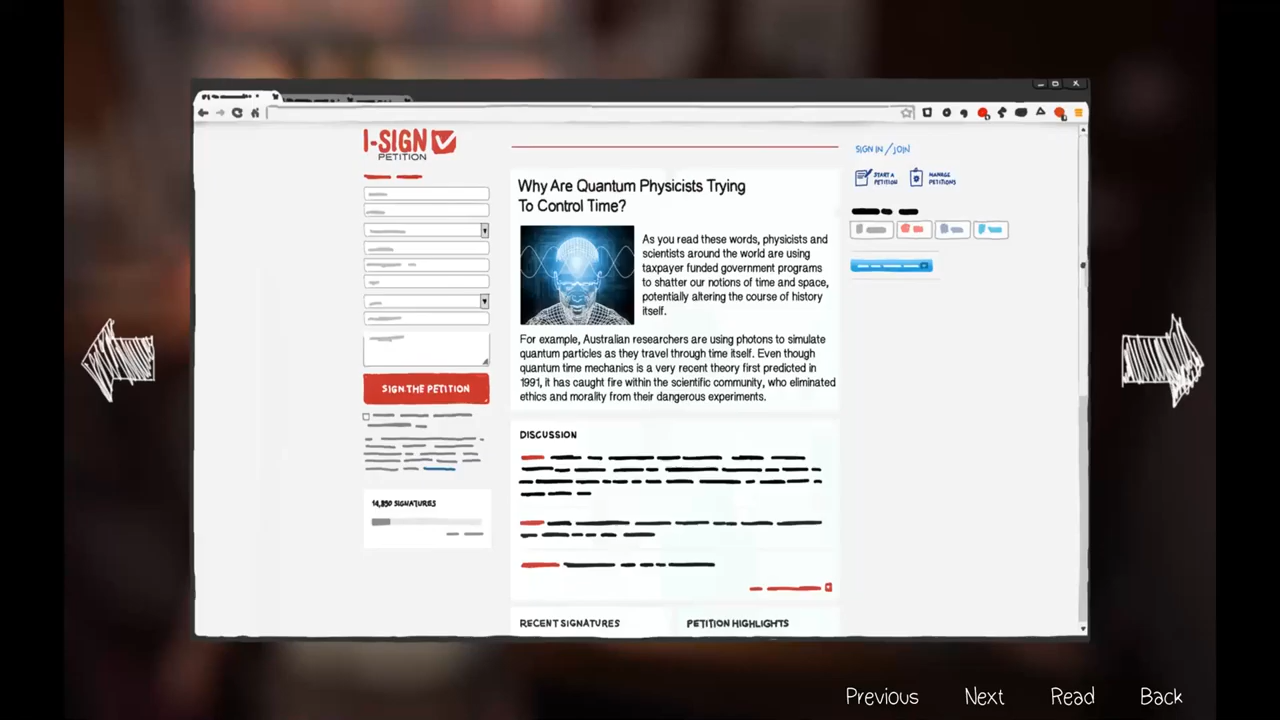 I-SIGN
PETITION
SIGN THE PETITION
14,890 SIGNATURES
Why Are Quantum Physicists Trying
To Control Time?
As you read these words, physicists and
scientists around the world are using
taxpayer funded government programs
to shatter our notions of time and space,
potentially altering the course of history
itself.
For example, Australian researchers are using photons to simulate
quantum particles as they travel through time itself. Even though
quantum time mechanics is a very recent theory first predicted in
1991, it has caught fire within the scientific community, who eliminated
ethics and morality from their dangerous experiments.
DISCUSSION
RECENT SIGNATURES
PETITION HIGHLIGHTS
SIGN IN/JOIN
START A
PETITION
MANAGE
PETITIONS
Previous
Next
Read
Back